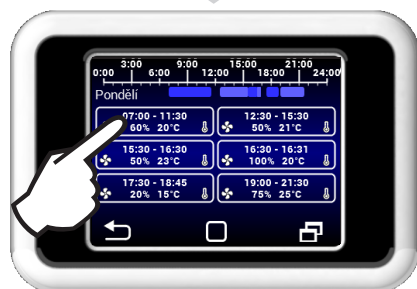 3:00 9:00 15:00 21:00
0:00 6:00 12:00 18:00 24:00
Pondělí
07:00 - 11:30
60% 20°C
12:30 - 15:30
50% 21°C
15:30 - 16:30
50% 23°C
16:30 - 16:31
100% 20°C
17:30 - 18:45
20% 15°C
19:00 - 21:30
75% 25°C